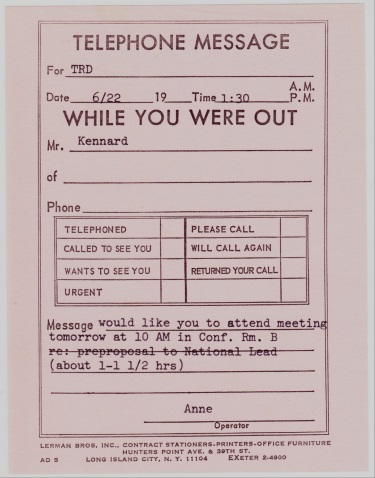 TELEPHONE MESSAGE
For TRD
A.M.
Date 6/22 19 Time 1:30 P.M.
WHILE YOU WERE OUT
Mr. Kennard
of
Phone
TELEPHONED PLEASE CALL
CALLED TO SEE YOU WILL CALL AGAIN
WANTS TO SEE YOU RETURNED YOUR CALL
URGENT
Message would like you to attend meeting
tomorrow at 10 AM in Conf. Rm. B
re: preproposal to National Lead
(about 1-1 1/2 hrs)
Anne
Operator
LERMAN BROS, INC., CONTRACT STATIONERS-PRINTERS-OFFICE FURNITURE
HUNTERS POINT AVE. & 39TH ST.
AD 5 LONG ISLAND CITY, N. Y. 11104 EXETER 2-4900